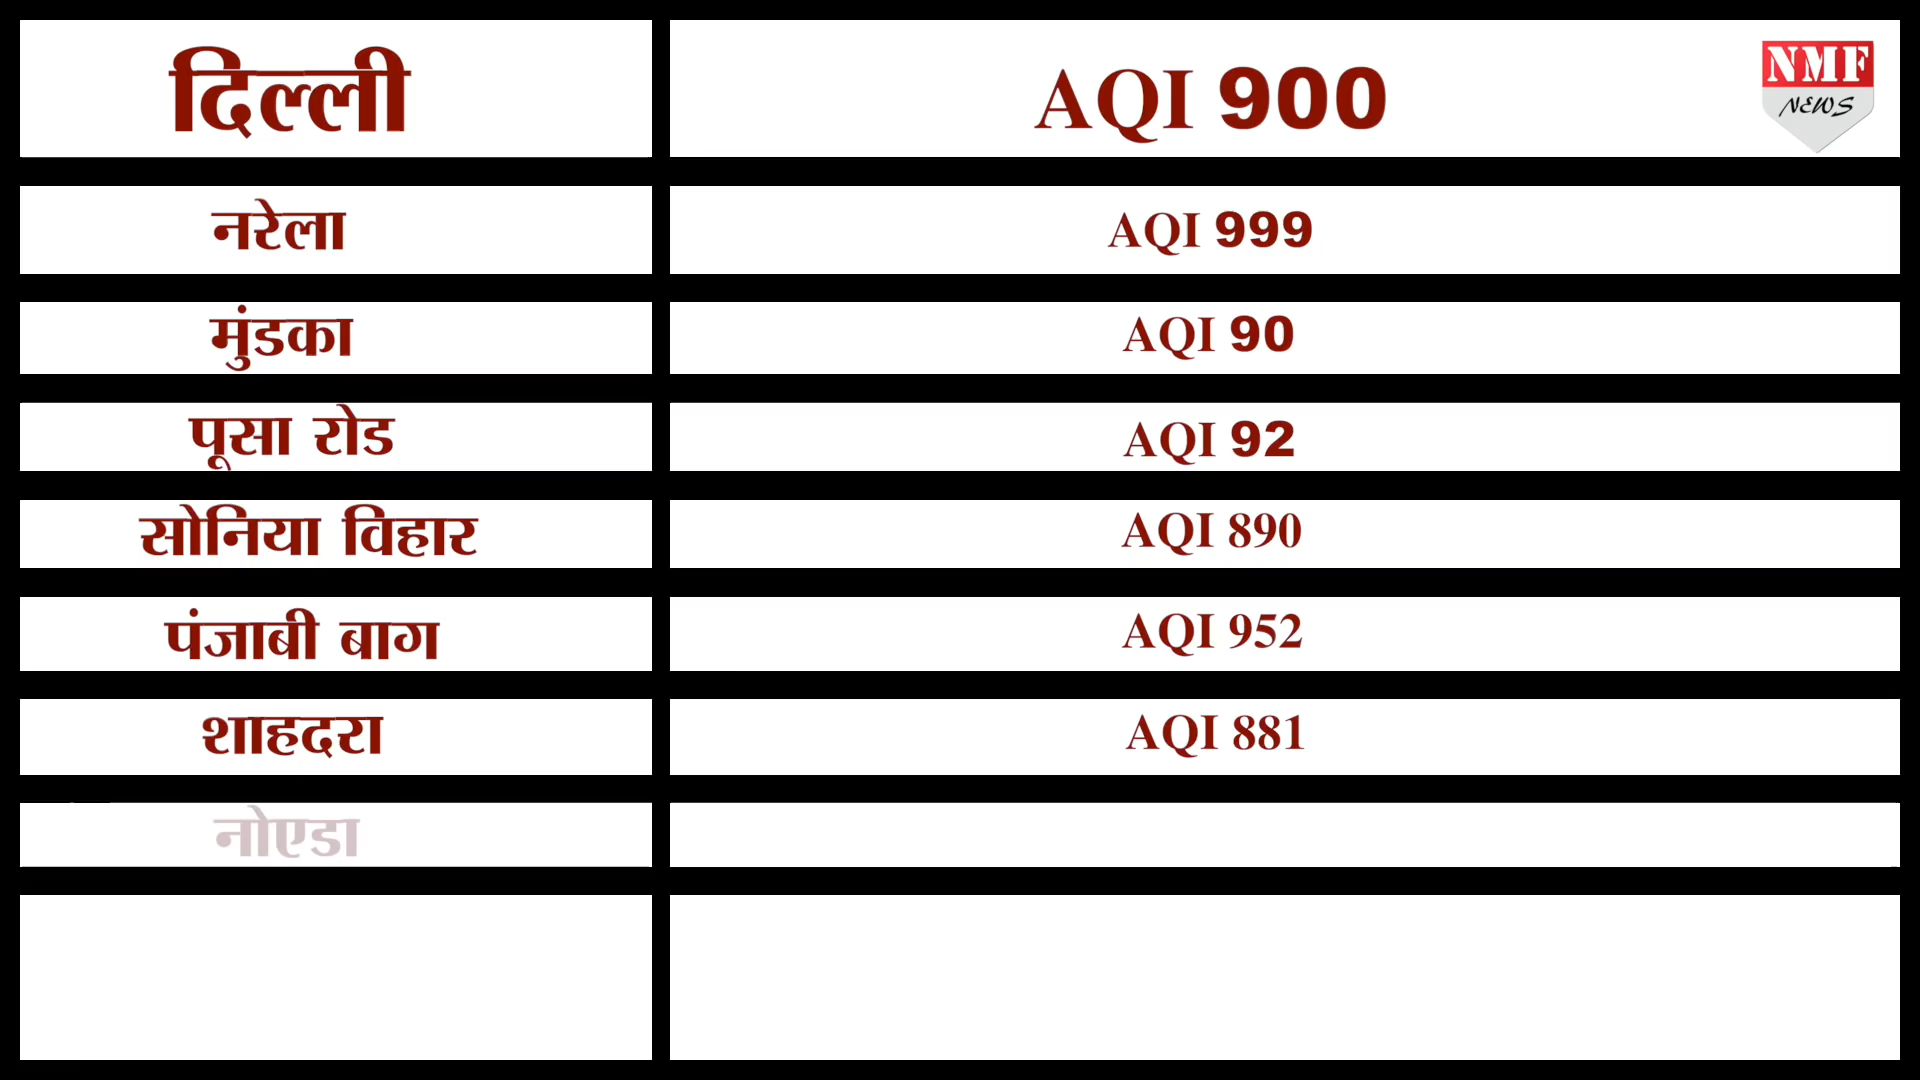 दिल्ली AQI 900
NMF
NEWS
नरेला AQI 999
मुंडका AQI 90
पूसा रोड AQI 92
सोनिया विहार AQI 890
पंजाबी बाग AQI 952
शाहदरा AQI 881
नोएडा